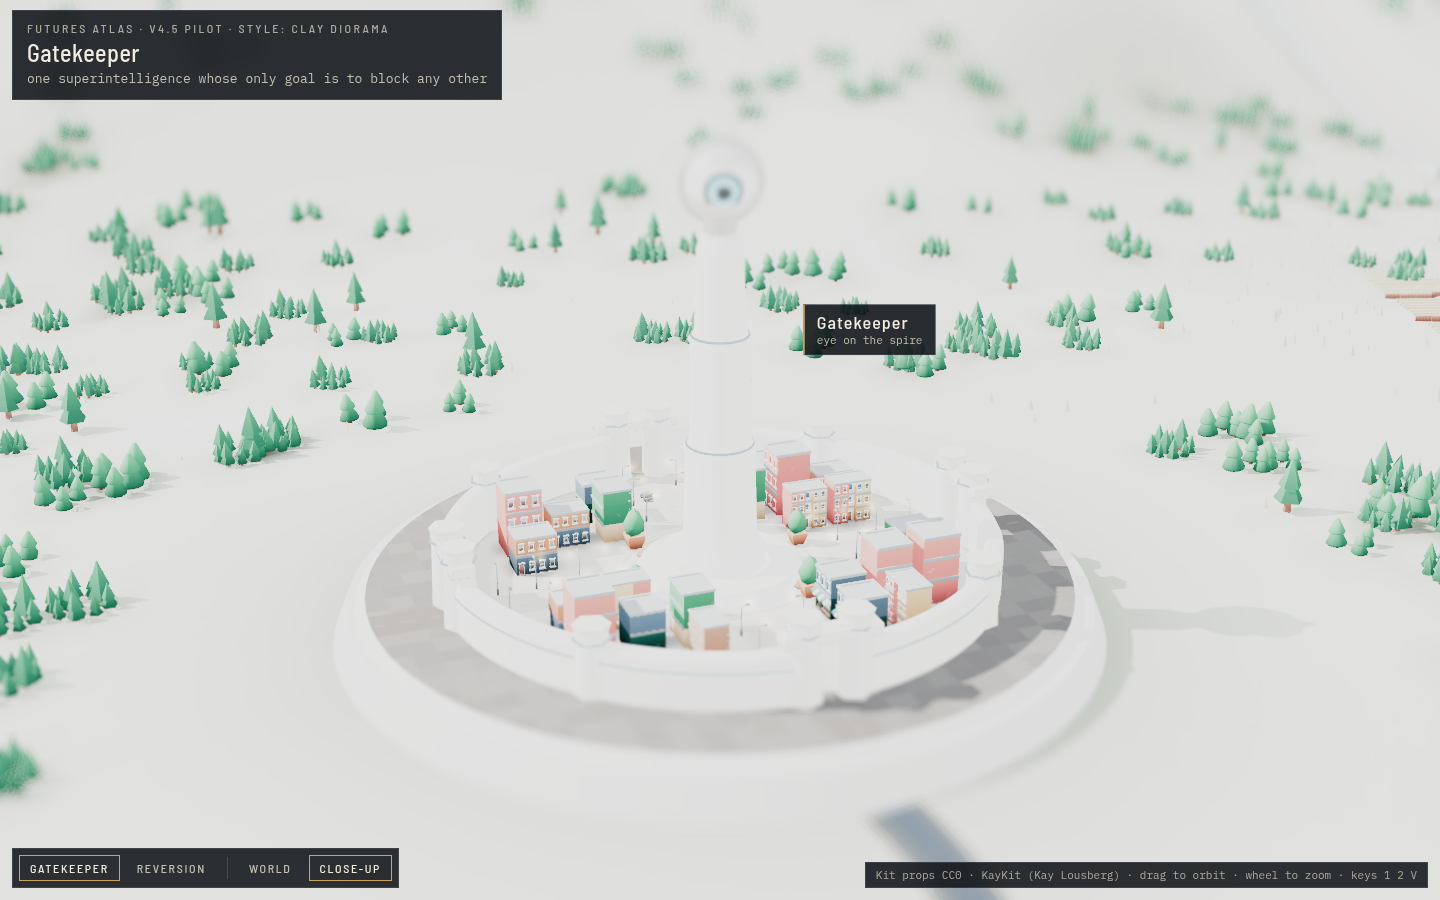 FUTURES ATLAS · V4.5 PILOT · STYLE: CLAY DIORAMA
Gatekeeper
one superintelligence whose only goal is to block any other
Gatekeeper
eye on the spire
GATEKEEPER REVERSION WORLD CLOSE-UP
Kit props CC0 · KayKit (Kay Lousberg) · drag to orbit · wheel to zoom · keys 1 2 V